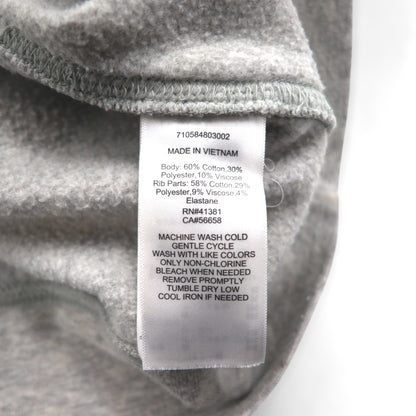 710584803002
MADE IN VIETNAM
Body: 60% Cotton,30%
Polyester,10% Viscose
Rib Parts: 58% Cotton,29%
Polyester,9% Viscose,4%
Elastane
RN#41381
CA#56658
MACHINE WASH COLD
GENTLE CYCLE
WASH WITH LIKE COLORS
ONLY NON-CHLORINE
BLEACH WHEN NEEDED
REMOVE PROMPTLY
TUMBLE DRY LOW
COOL IRON IF NEEDED